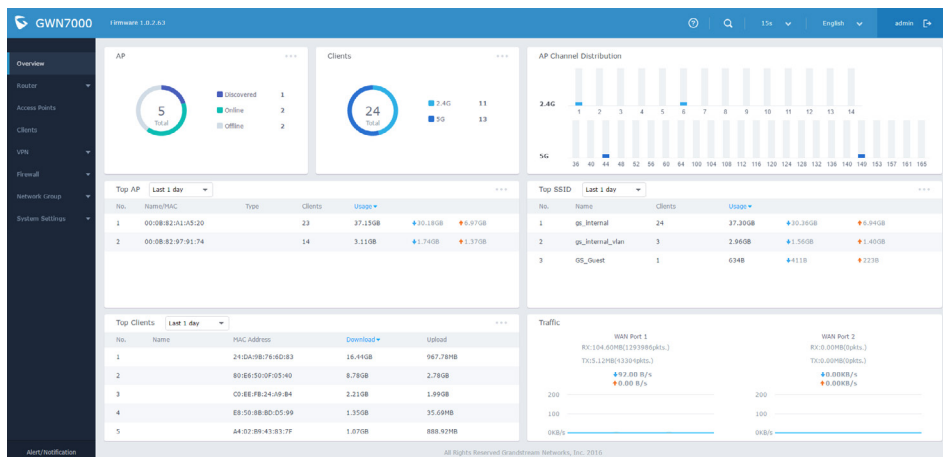 GWN7000 Firmware 1.0.2.63 15s English admin
Overview
Router
Access Points
Clients
VPN
Firewall
Network Group
System Settings
Alert/Notification
AP
5
Total
Discovered 1
Online 2
Offline 2
Clients
24
Total
2.4G 11
5G 13
AP Channel Distribution
2.4G
1 2 3 4 5 6 7 8 9 10 11 12 13 14
5G
36 40 44 48 52 56 60 64 100 104 108 112 116 120 124 128 132 136 140 149 153 157 161 165
Top AP Last 1 day
No. Name/MAC Type Clients Usage
1 00:0B:82:A1:A5:20 23 37.15GB 30.18GB 6.97GB
2 00:0B:82:97:91:74 14 3.11GB 1.74GB 1.37GB
Top SSID Last 1 day
No. Name Clients Usage
1 gs_internal 24 37.30GB 30.36GB 6.94GB
2 gs_internal_vlan 3 2.96GB 1.56GB 1.40GB
3 GS_Guest 1 634B 411B 223B
Top Clients Last 1 day
No. Name MAC Address Download Upload
1 24:DA:9B:76:6D:83 16.44GB 967.78MB
2 80:E6:50:0F:05:40 8.78GB 2.78GB
3 C0:EE:FB:24:A9:B4 2.21GB 1.99GB
4 E8:50:8B:BD:D5:99 1.35GB 35.69MB
5 A4:02:B9:43:83:7F 1.07GB 888.92MB
Traffic
WAN Port 1
RX:104.60MB(1293986pkts.)
TX:5.12MB(43304pkts.)
92.00 B/s
0.00 B/s
200
100
0KB/s
WAN Port 2
RX:0.00MB(0pkts.)
TX:0.00MB(0pkts.)
0.00KB/s
0.00KB/s
200
100
0KB/s
All Rights Reserved Grandstream Networks, Inc. 2016